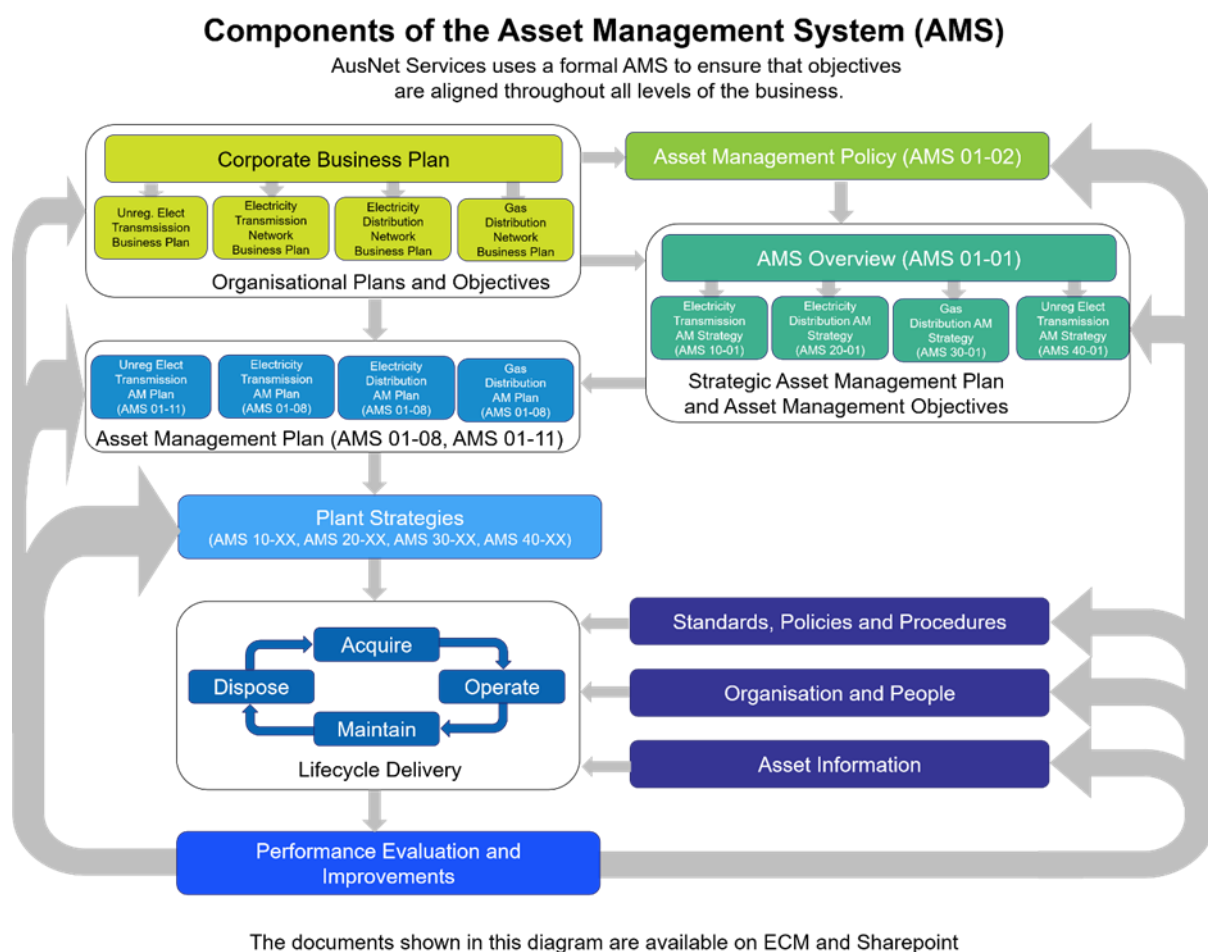 Components of the Asset Management System (AMS)
AusNet Services uses a formal AMS to ensure that objectives
are aligned throughout all levels of the business.
Corporate Business Plan
Unreg. Elect
Transmission
Business Plan
Electricity
Transmission
Network
Business Plan
Electricity
Distribution
Network
Business Plan
Gas
Distribution
Network
Business Plan
Organisational Plans and Objectives
Asset Management Policy (AMS 01-02)
AMS Overview (AMS 01-01)
Electricity
Transmission
AM Strategy
(AMS 10-01)
Electricity
Distribution AM
Strategy
(AMS 20-01)
Gas
Distribution AM
Strategy
(AMS 30-01)
Unreg Elect
Transmission
AM Strategy
(AMS 40-01)
Strategic Asset Management Plan
and Asset Management Objectives
Unreg Elect
Transmission
AM Plan
(AMS 01-11)
Electricity
Transmission
AM Plan
(AMS 01-08)
Electricity
Distribution
AM Plan
(AMS 01-08)
Gas
Distribution
AM Plan
(AMS 01-08)
Asset Management Plan (AMS 01-08, AMS 01-11)
Plant Strategies
(AMS 10-XX, AMS 20-XX, AMS 30-XX, AMS 40-XX)
Acquire
Dispose
Operate
Maintain
Lifecycle Delivery
Standards, Policies and Procedures
Organisation and People
Asset Information
Performance Evaluation and
Improvements
The documents shown in this diagram are available on ECM and Sharepoint